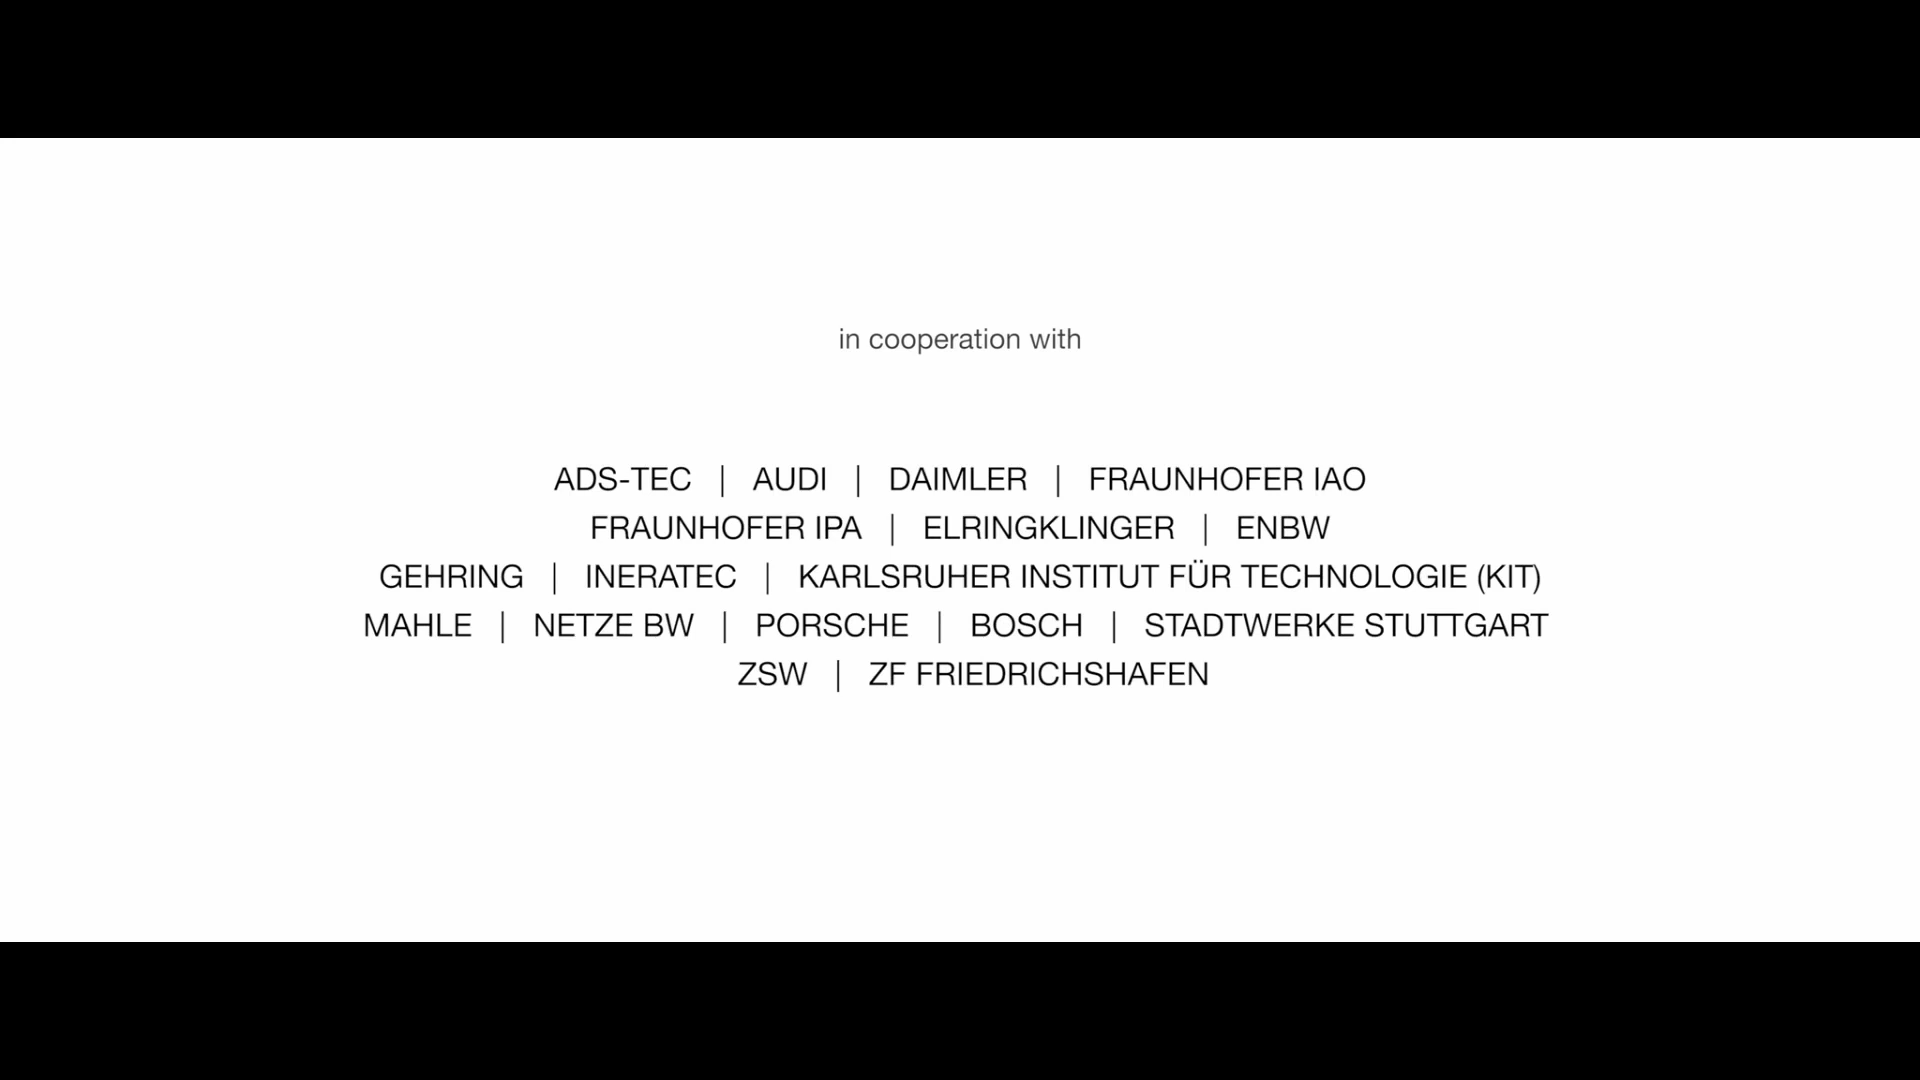 in cooperation with
ADS-TEC | AUDI | DAIMLER | FRAUNHOFER IAO
FRAUNHOFER IPA | ELRINGKLINGER | ENBW
GEHRING | INERATEC | KARLSRUHER INSTITUT FÜR TECHNOLOGIE (KIT)
MAHLE | NETZE BW | PORSCHE | BOSCH | STADTWERKE STUTTGART
ZSW | ZF FRIEDRICHSHAFEN